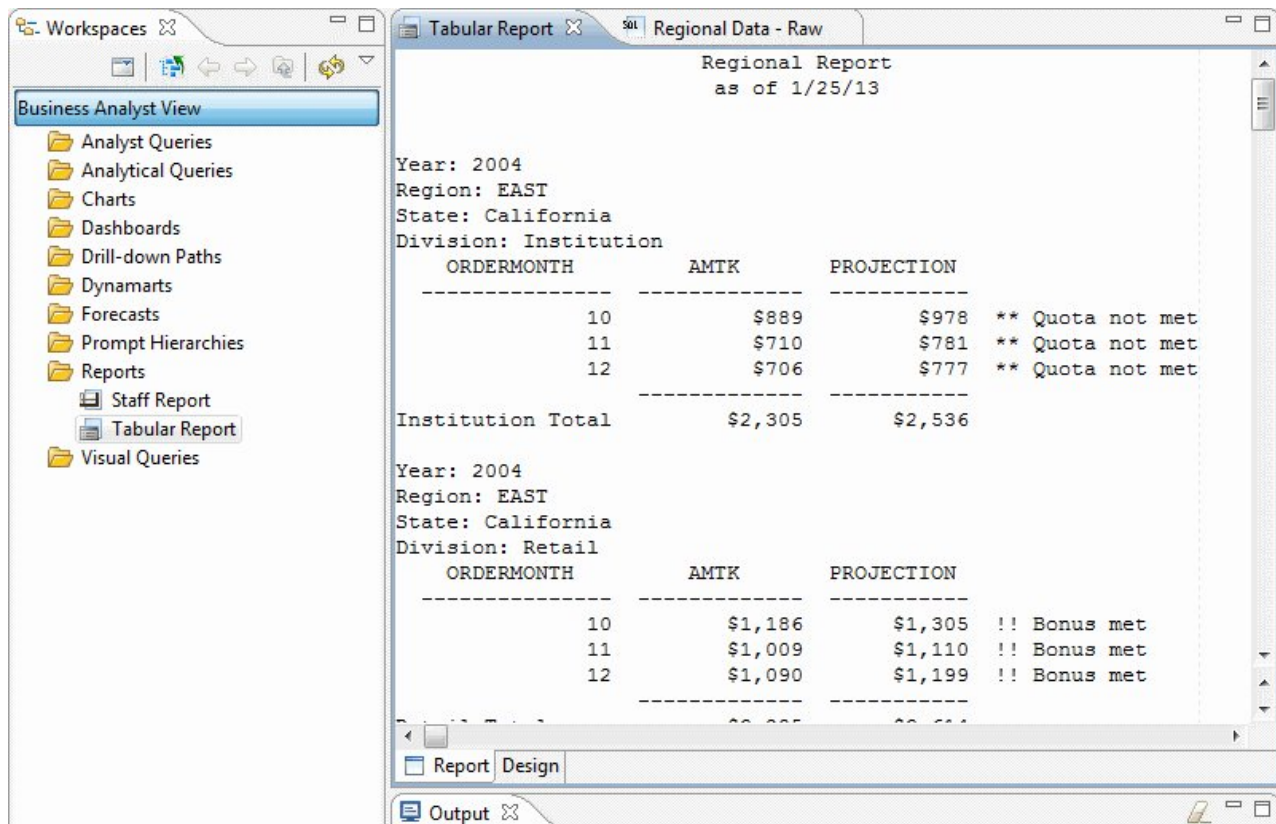 Workspaces
Business Analyst View
Analyst Queries
Analytical Queries
Charts
Dashboards
Drill-down Paths
Dynamarts
Forecasts
Prompt Hierarchies
Reports
Staff Report
Tabular Report
Visual Queries
Tabular Report
SQL Regional Data - Raw
Regional Report
as of 1/25/13
Year: 2004
Region: EAST
State: California
Division: Institution
ORDERMONTH AMTK PROJECTION
--------------- ------------- -----------
10 $889 $978 ** Quota not met
11 $710 $781 ** Quota not met
12 $706 $777 ** Quota not met
------------- -----------
Institution Total $2,305 $2,536
Year: 2004
Region: EAST
State: California
Division: Retail
ORDERMONTH AMTK PROJECTION
--------------- ------------- -----------
10 $1,186 $1,305 !! Bonus met
11 $1,009 $1,110 !! Bonus met
12 $1,090 $1,199 !! Bonus met
------------- -----------
Report Design
Output